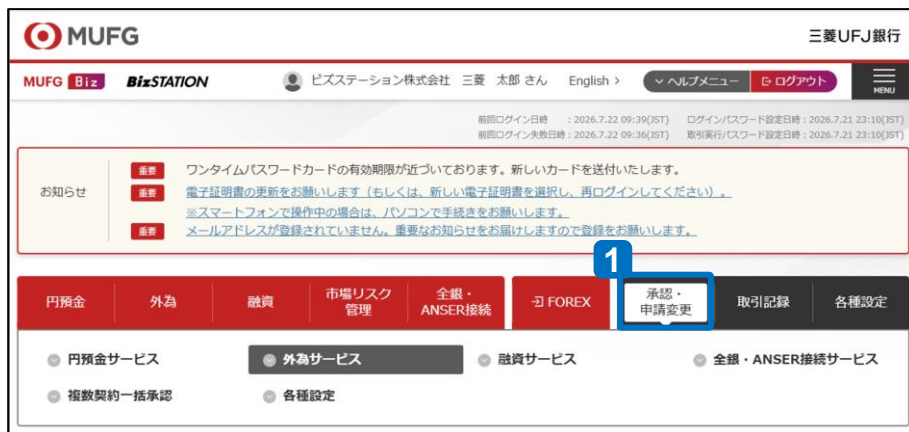 MUFG
三菱UFJ銀行
MUFG Biz BizSTATION ビズステーション株式会社 三菱 太郎 さん English > ヘルプメニュー ログアウト MENU
前回ログイン日時 : 2026.7.22 09:39(JST) ログインパスワード設定日時 : 2026.7.21 23:10(JST)
前回ログイン失敗日時 : 2026.7.22 09:36(JST) 取引実行パスワード設定日時 : 2026.7.21 23:10(JST)
お知らせ
重要 ワンタイムパスワードカードの有効期限が近づいております。新しいカードを送付いたします。
重要 電子証明書の更新をお願いします(もしくは、新しい電子証明書を選択し、再ログインしてください)。
※スマートフォンで操作中の場合は、パソコンで手続きをお願いします。
重要 メールアドレスが登録されていません。重要なお知らせをお届けしますので登録をお願いします。
1
円預金 外為 融資 市場リスク管理 全銀・ANSER接続 FOREX 承認・申請変更 取引記録 各種設定
円預金サービス 外為サービス 融資サービス 全銀・ANSER接続サービス
複数契約一括承認 各種設定